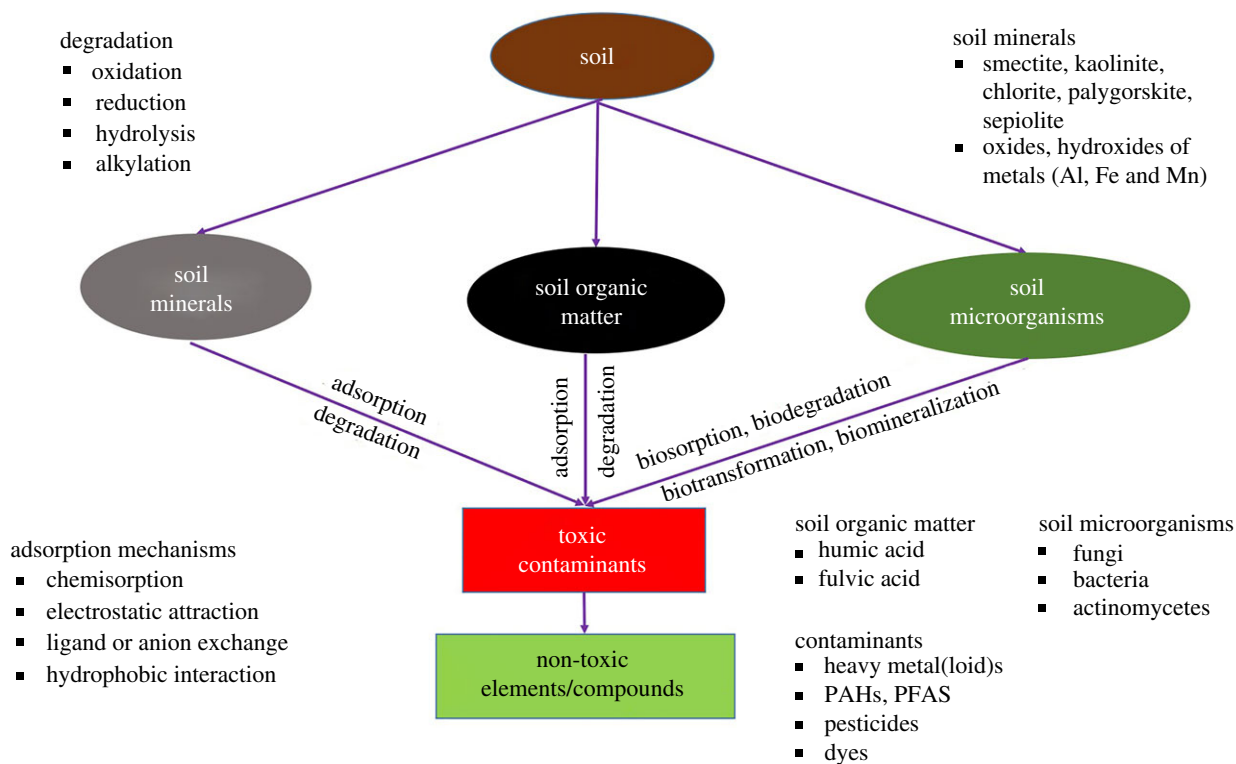 degradation
▪ oxidation
▪ reduction
▪ hydrolysis
▪ alkylation
soil
soil minerals
▪ smectite, kaolinite,
chlorite, palygorskite,
sepiolite
▪ oxides, hydroxides of
metals (Al, Fe and Mn)
soil
minerals
soil organic
matter
soil
microorganisms
adsorption
degradation
adsorption
degradation
biosorption, biodegradation
biotransformation, biomineralization
toxic
contaminants
non-toxic
elements/compounds
adsorption mechanisms
▪ chemisorption
▪ electrostatic attraction
▪ ligand or anion exchange
▪ hydrophobic interaction
soil organic matter
▪ humic acid
▪ fulvic acid
soil microorganisms
▪ fungi
▪ bacteria
▪ actinomycetes
contaminants
▪ heavy metal(loid)s
▪ PAHs, PFAS
▪ pesticides
▪ dyes